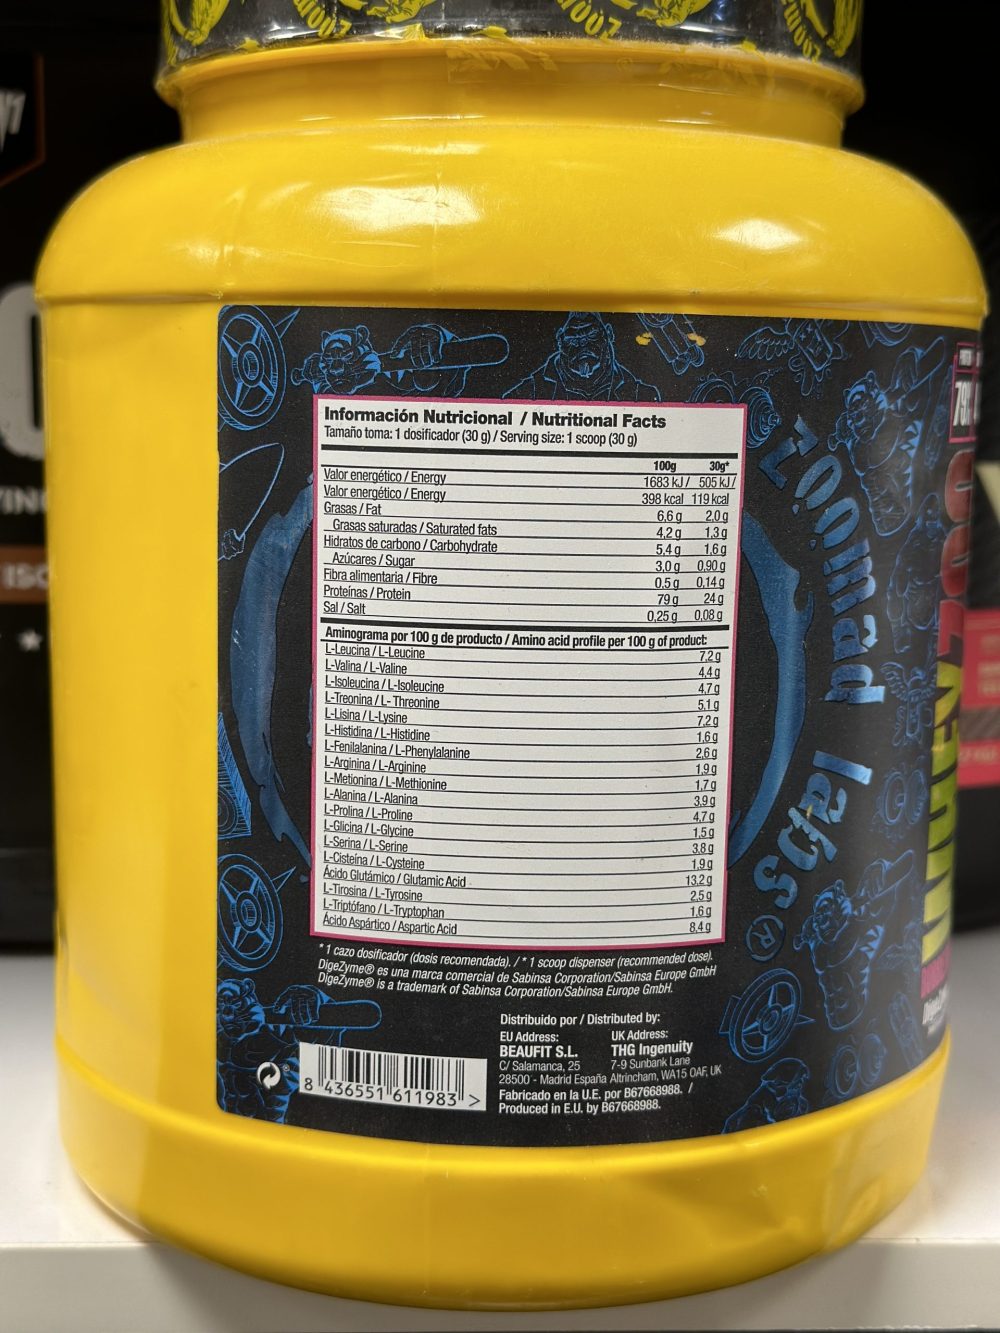 Información Nutricional / Nutritional Facts
Tamaño toma: 1 dosificador (30 g) / Serving size: 1 scoop (30 g)
100g 30g*
Valor energético / Energy 1683 kJ / 505 kJ /
Valor energético / Energy 398 kcal 119 kcal
Grasas / Fat 6,6 g 2,0 g
Grasas saturadas / Saturated fats 4,2 g 1,3 g
Hidratos de carbono / Carbohydrate 5,4 g 1,6 g
Azúcares / Sugar 3,0 g 0,90 g
Fibra alimentaria / Fibre 0,5 g 0,14 g
Proteínas / Protein 79 g 24 g
Sal / Salt 0,25 g 0,08 g
Aminograma por 100 g de producto / Amino acid profile per 100 g of product:
L-Leucina / L-Leucine 7,2 g
L-Valina / L-Valine 4,4 g
L-Isoleucina / L-Isoleucine 4,7 g
L-Treonina / L- Threonine 5,1 g
L-Lisina / L-Lysine 7,2 g
L-Histidina / L-Histidine 1,6 g
L-Fenilalanina / L-Phenylalanine 2,6 g
L-Arginina / L-Arginine 1,9 g
L-Metionina / L-Methionine 1,7 g
L-Alanina / L-Alanina 3,9 g
L-Prolina / L-Proline 4,7 g
L-Glicina / L-Glycine 1,5 g
L-Serina / L-Serine 3,8 g
L-Cisteína / L-Cysteine 1,9 g
Ácido Glutámico / Glutamic Acid 13,2 g
L-Tirosina / L-Tyrosine 2,5 g
L-Triptófano / L-Tryptophan 1,6 g
Ácido Aspártico / Aspartic Acid 8,4 g
* 1 cazo dosificador (dosis recomendada). / * 1 scoop dispenser (recommended dose).
DigeZyme® es una marca comercial de Sabinsa Corporation/Sabinsa Europe GmbH
DigeZyme® is a trademark of Sabinsa Corporation/Sabinsa Europe GmbH.
Distribuido por / Distributed by:
EU Address: UK Address:
BEAUFIT S.L. THG Ingenuity
C/ Salamanca, 25 7-9 Sunbank Lane
28500 - Madrid España Altrincham, WA15 0AF, UK
Fabricado en la U.E. por B67668988. /
Produced in E.U. by B67668988.
8 436551 611983 >
zoomad labs®